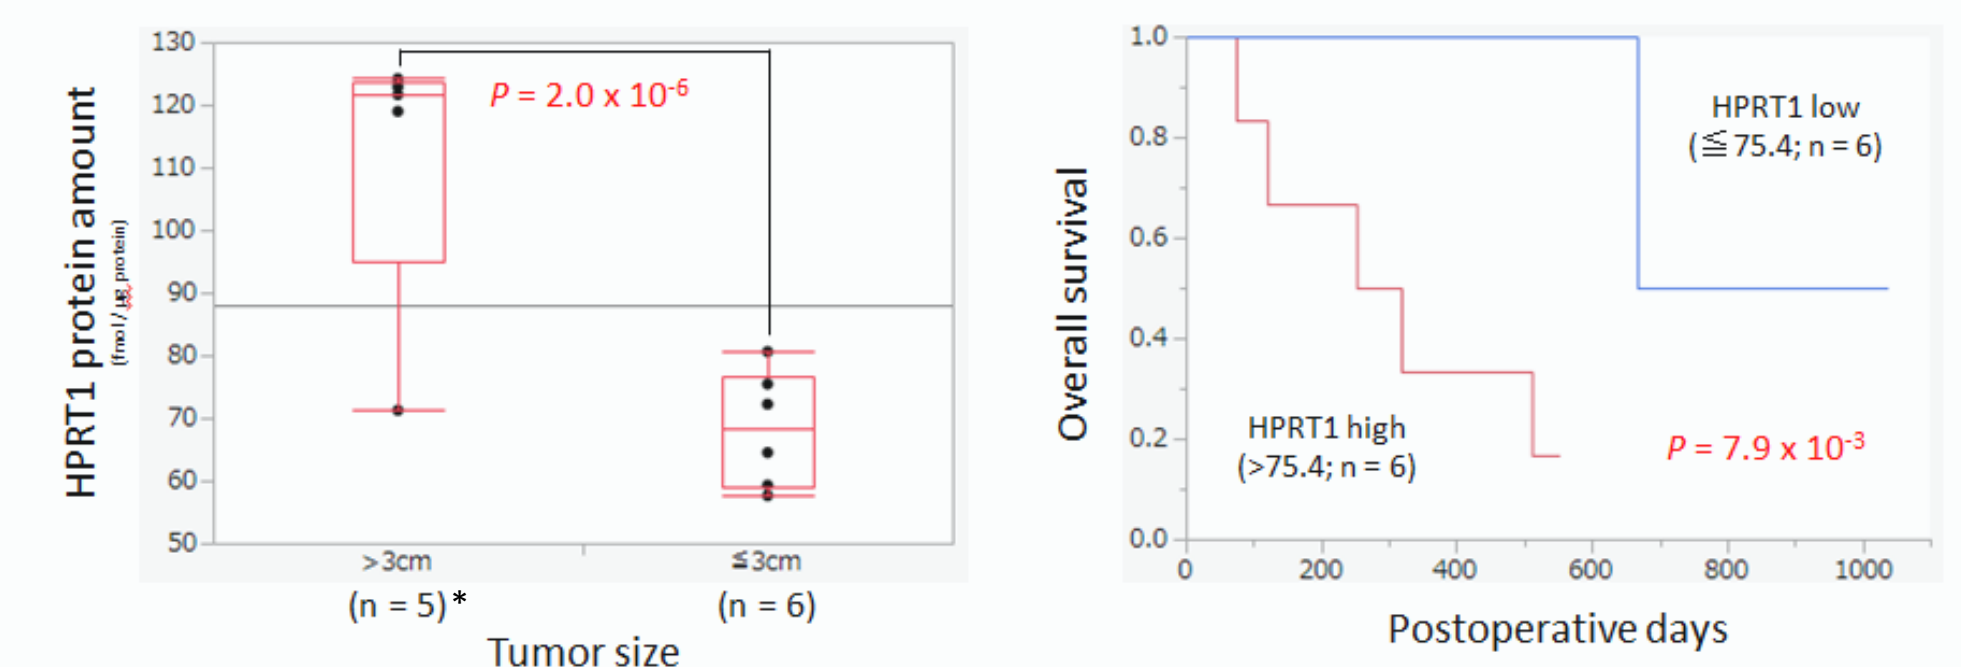 HPRT1 protein amount
(fmol / μg protein)
130
120
110
100
90
80
70
60
50
P = 2.0 x 10-6
>3cm
≦3cm
(n = 5)*
(n = 6)
Tumor size
Overall survival
1.0
0.8
0.6
0.4
0.2
0.0
HPRT1 low
(≦75.4; n = 6)
HPRT1 high
(>75.4; n = 6)
P = 7.9 x 10-3
0 200 400 600 800 1000
Postoperative days